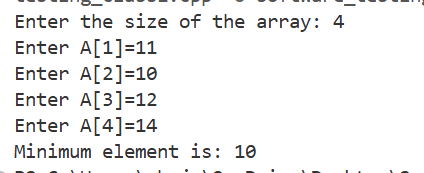 Enter the size of the array: 4
Enter A[1]=11
Enter A[2]=10
Enter A[3]=12
Enter A[4]=14
Minimum element is: 10